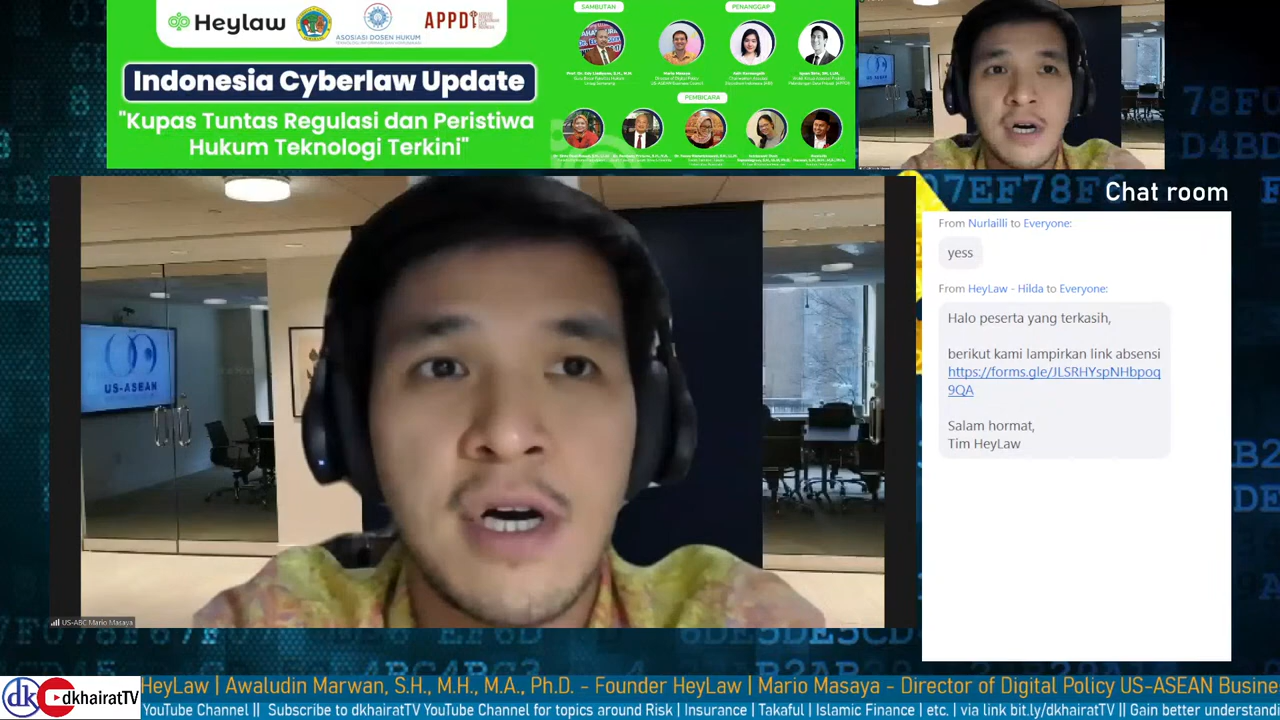 Heylaw
ASOSIASI DOSEN HUKUM
APPDI
Indonesia Cyberlaw Update
"Kupas Tuntas Regulasi dan Peristiwa
Hukum Teknologi Terkini"
SAMBUTAN
PENANGGAP
PEMBICARA
US-ASEAN
US-ABC Mario Masaya
Chat room
From Nurlailli to Everyone:
yess
From HeyLaw - Hilda to Everyone:
Halo peserta yang terkasih,
berikut kami lampirkan link absensi
https://forms.gle/JLSRHYspNHbpoq
9QA
Salam hormat,
Tim HeyLaw
dk
dkhairatTV
HeyLaw | Awaludin Marwan, S.H., M.H., M.A., Ph.D. - Founder HeyLaw | Mario Masaya - Director of Digital Policy US-ASEAN Busine
YouTube Channel || Subscribe to dkhairatTV YouTube Channel for topics around Risk | Insurance | Takaful | Islamic Finance | etc. | via link bit.ly/dkhairatTV || Gain better understandi